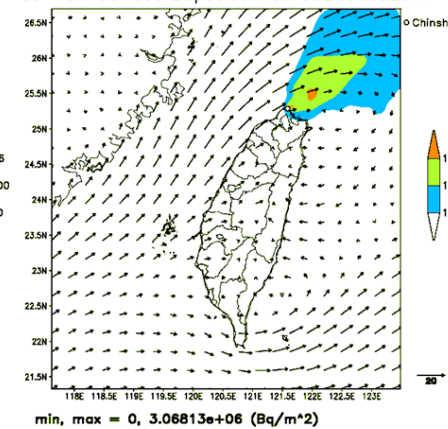 26.5N
Chinsh
26N
25.5N
25N
24.5N
24N
23.5N
23N
22.5N
22N
21.5N
118E 118.5E 119E 119.5E 120E 120.5E 121E 121.5E 122E 122.5E 123E
20
min, max = 0, 3.06813e+06 (Bq/m^2)